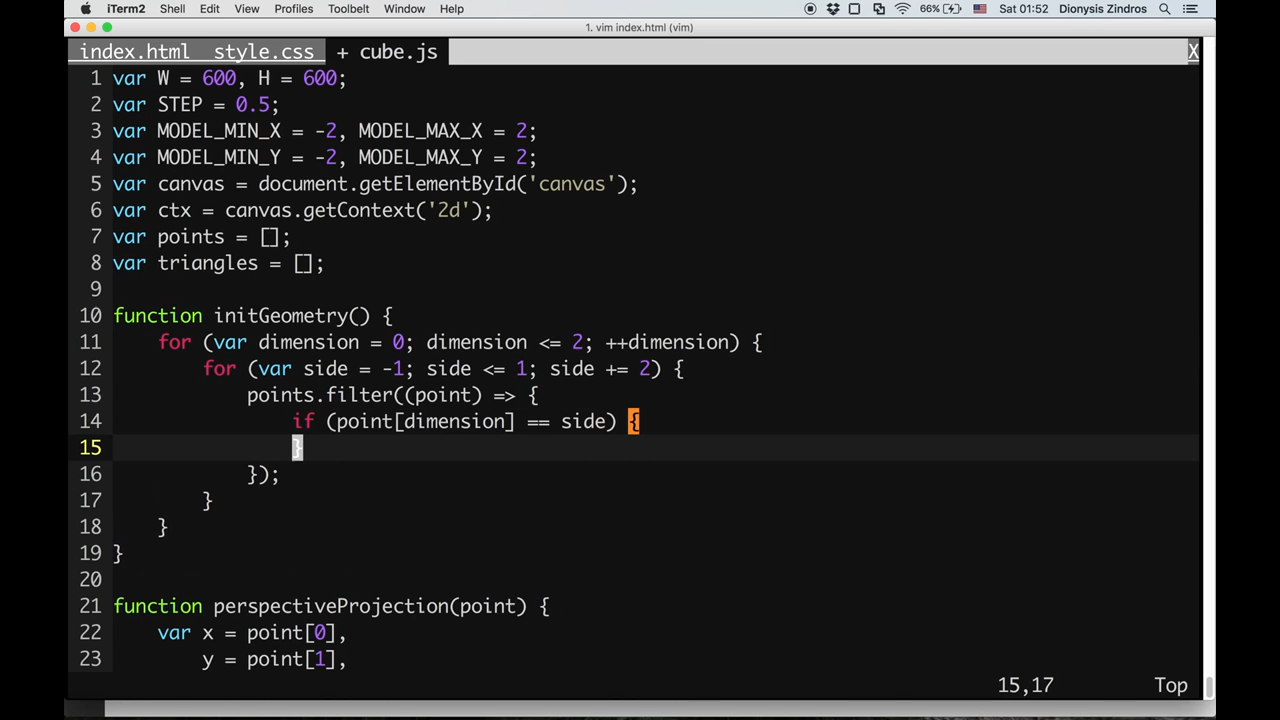 iTerm2 Shell Edit View Profiles Toolbelt Window Help 66% Sat 01:52 Dionysis Zindros
1. vim index.html (vim)
index.html style.css + cube.js X
1 var W = 600, H = 600;
2 var STEP = 0.5;
3 var MODEL_MIN_X = -2, MODEL_MAX_X = 2;
4 var MODEL_MIN_Y = -2, MODEL_MAX_Y = 2;
5 var canvas = document.getElementById('canvas');
6 var ctx = canvas.getContext('2d');
7 var points = [];
8 var triangles = [];
9
10 function initGeometry() {
11 for (var dimension = 0; dimension <= 2; ++dimension) {
12 for (var side = -1; side <= 1; side += 2) {
13 points.filter((point) => {
14 if (point[dimension] == side) {
15 }
16 });
17 }
18 }
19 }
20
21 function perspectiveProjection(point) {
22 var x = point[0],
23 y = point[1],
15,17 Top